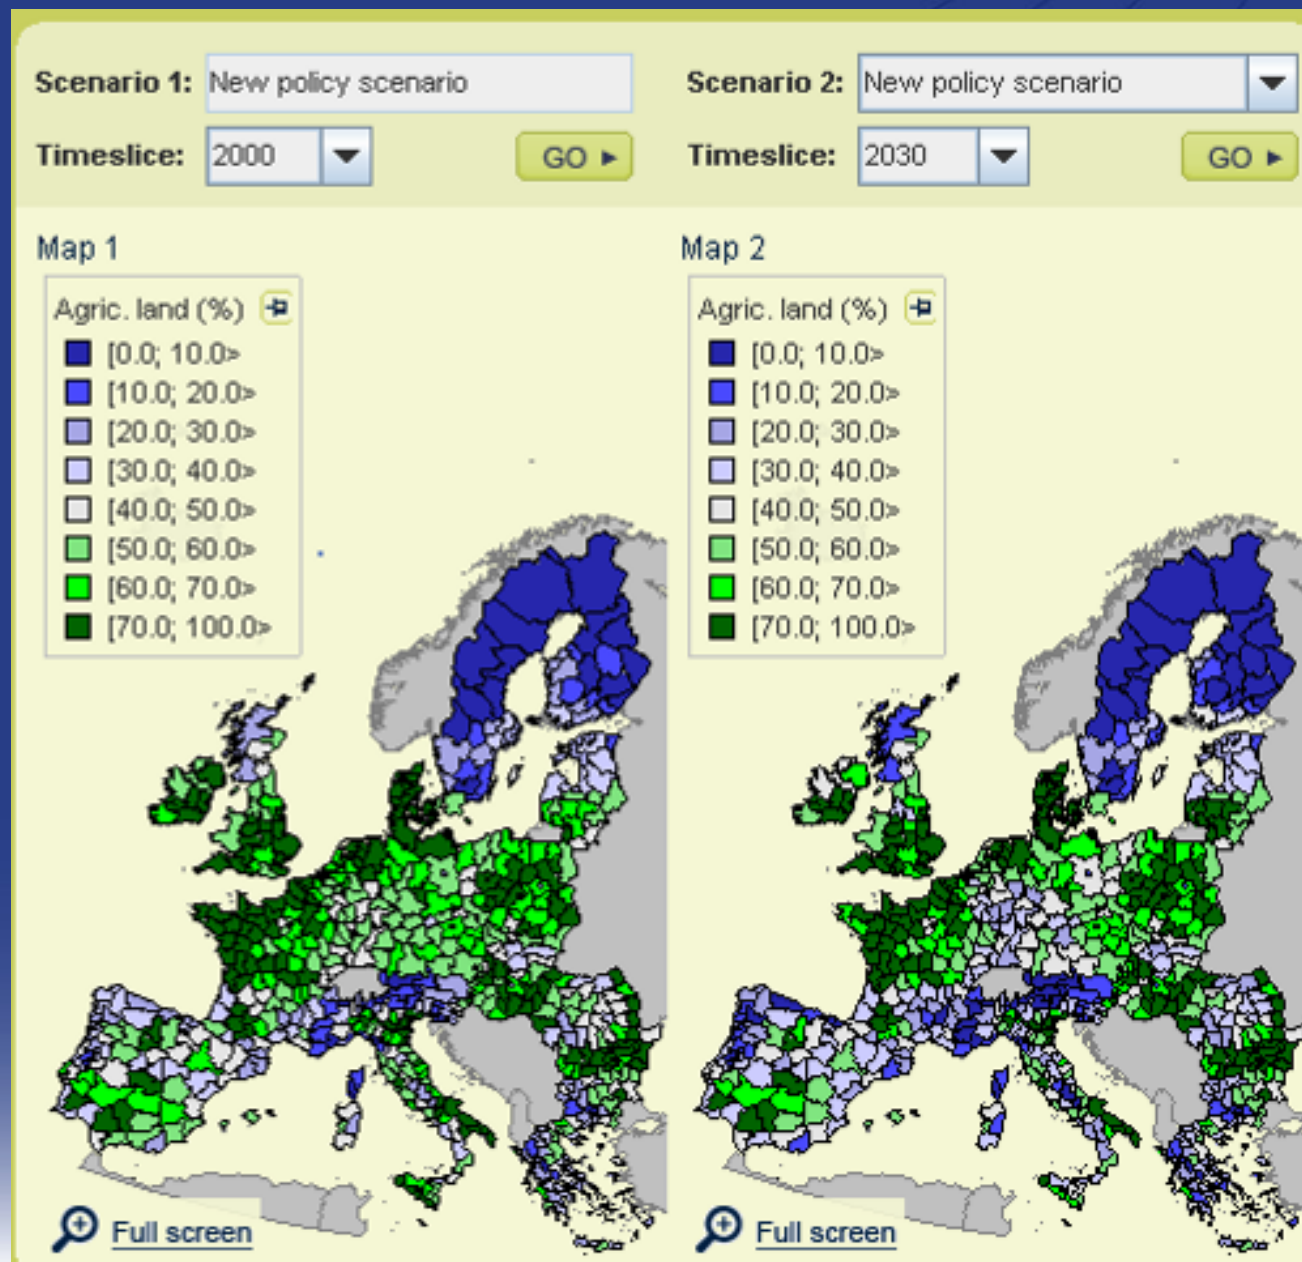 Scenario 1: New policy scenario
Timeslice: 2000 GO
Scenario 2: New policy scenario
Timeslice: 2030 GO
Map 1
Agric. land (%)
[0.0; 10.0>
[10.0; 20.0>
[20.0; 30.0>
[30.0; 40.0>
[40.0; 50.0>
[50.0; 60.0>
[60.0; 70.0>
[70.0; 100.0>
Full screen
Map 2
Agric. land (%)
[0.0; 10.0>
[10.0; 20.0>
[20.0; 30.0>
[30.0; 40.0>
[40.0; 50.0>
[50.0; 60.0>
[60.0; 70.0>
[70.0; 100.0>
Full screen